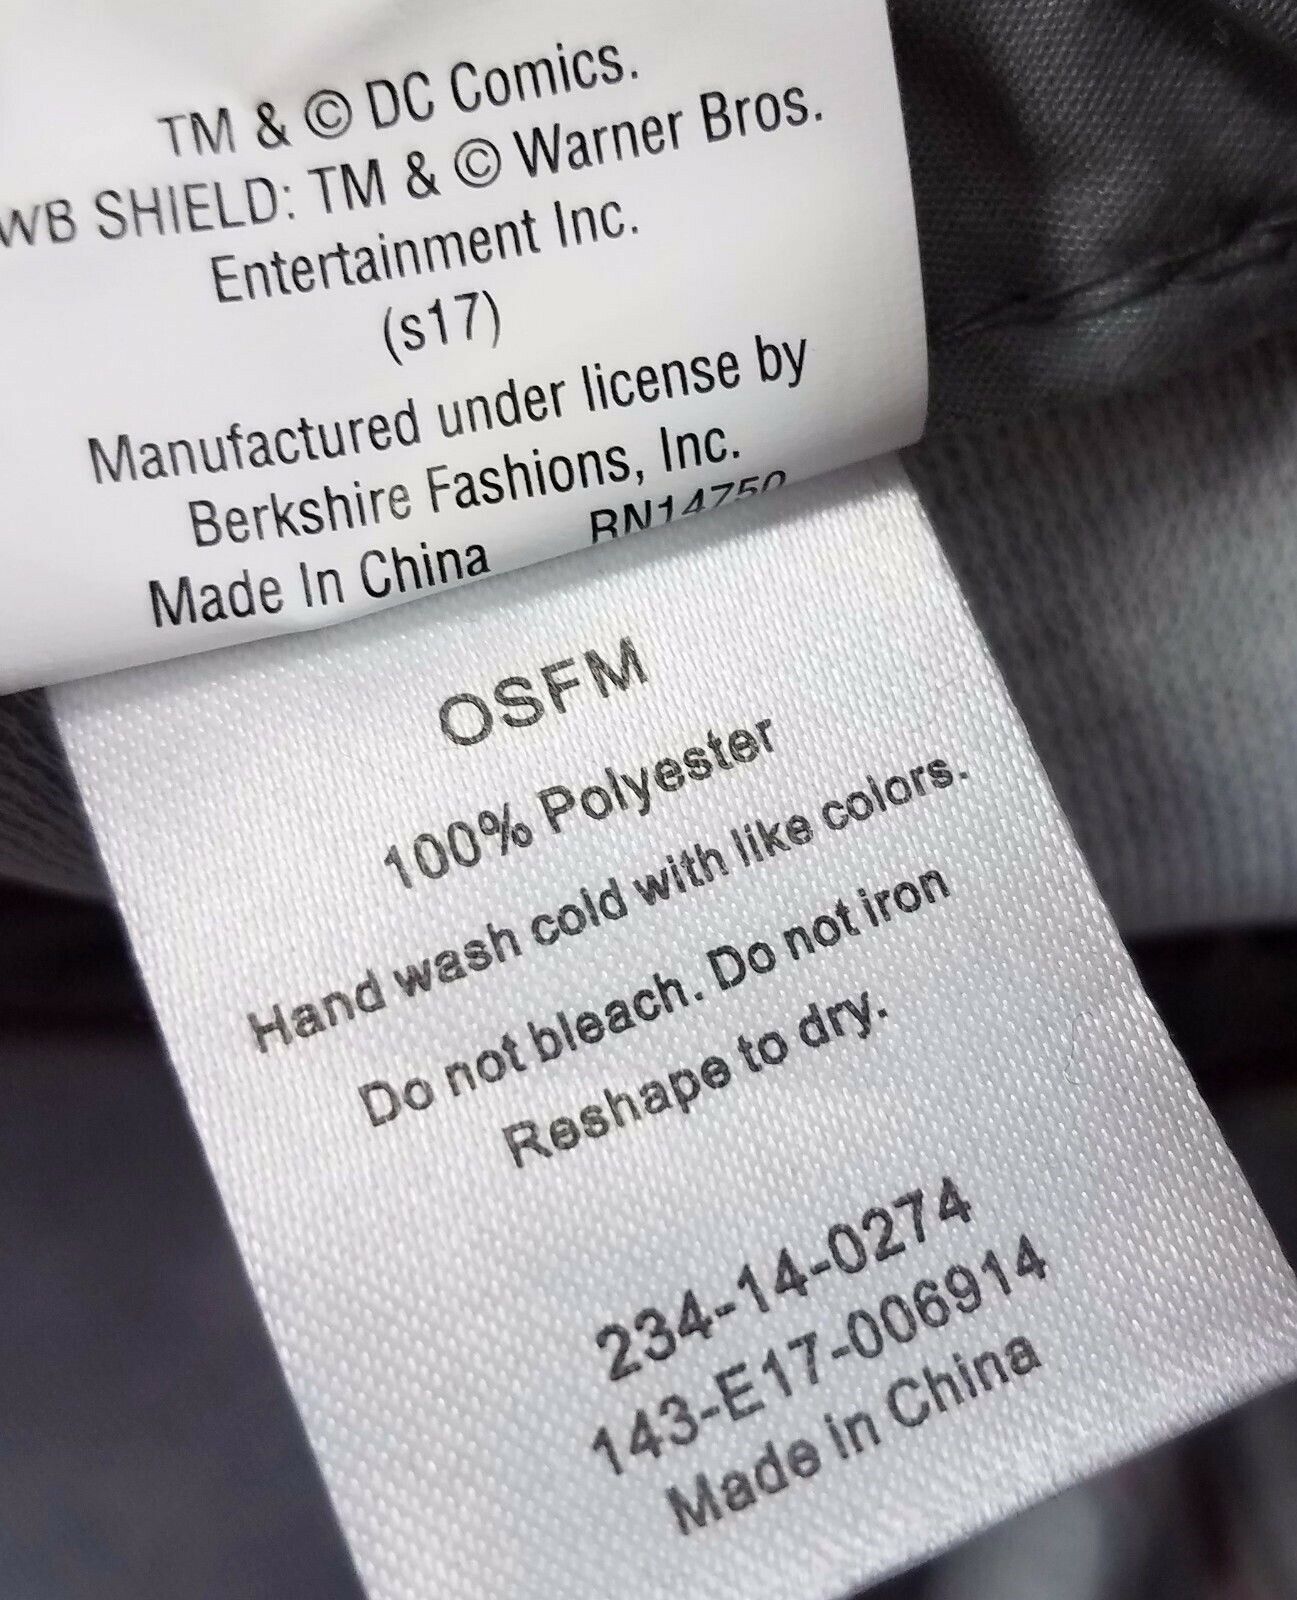 TM & © DC Comics.
WB SHIELD: TM & © Warner Bros.
Entertainment Inc.
(s17)
Manufactured under license by
Berkshire Fashions, Inc.
Made In China RN14750
OSFM
100% Polyester
Hand wash cold with like colors.
Do not bleach. Do not iron
Reshape to dry.
234-14-0274
143-E17-006914
Made in China